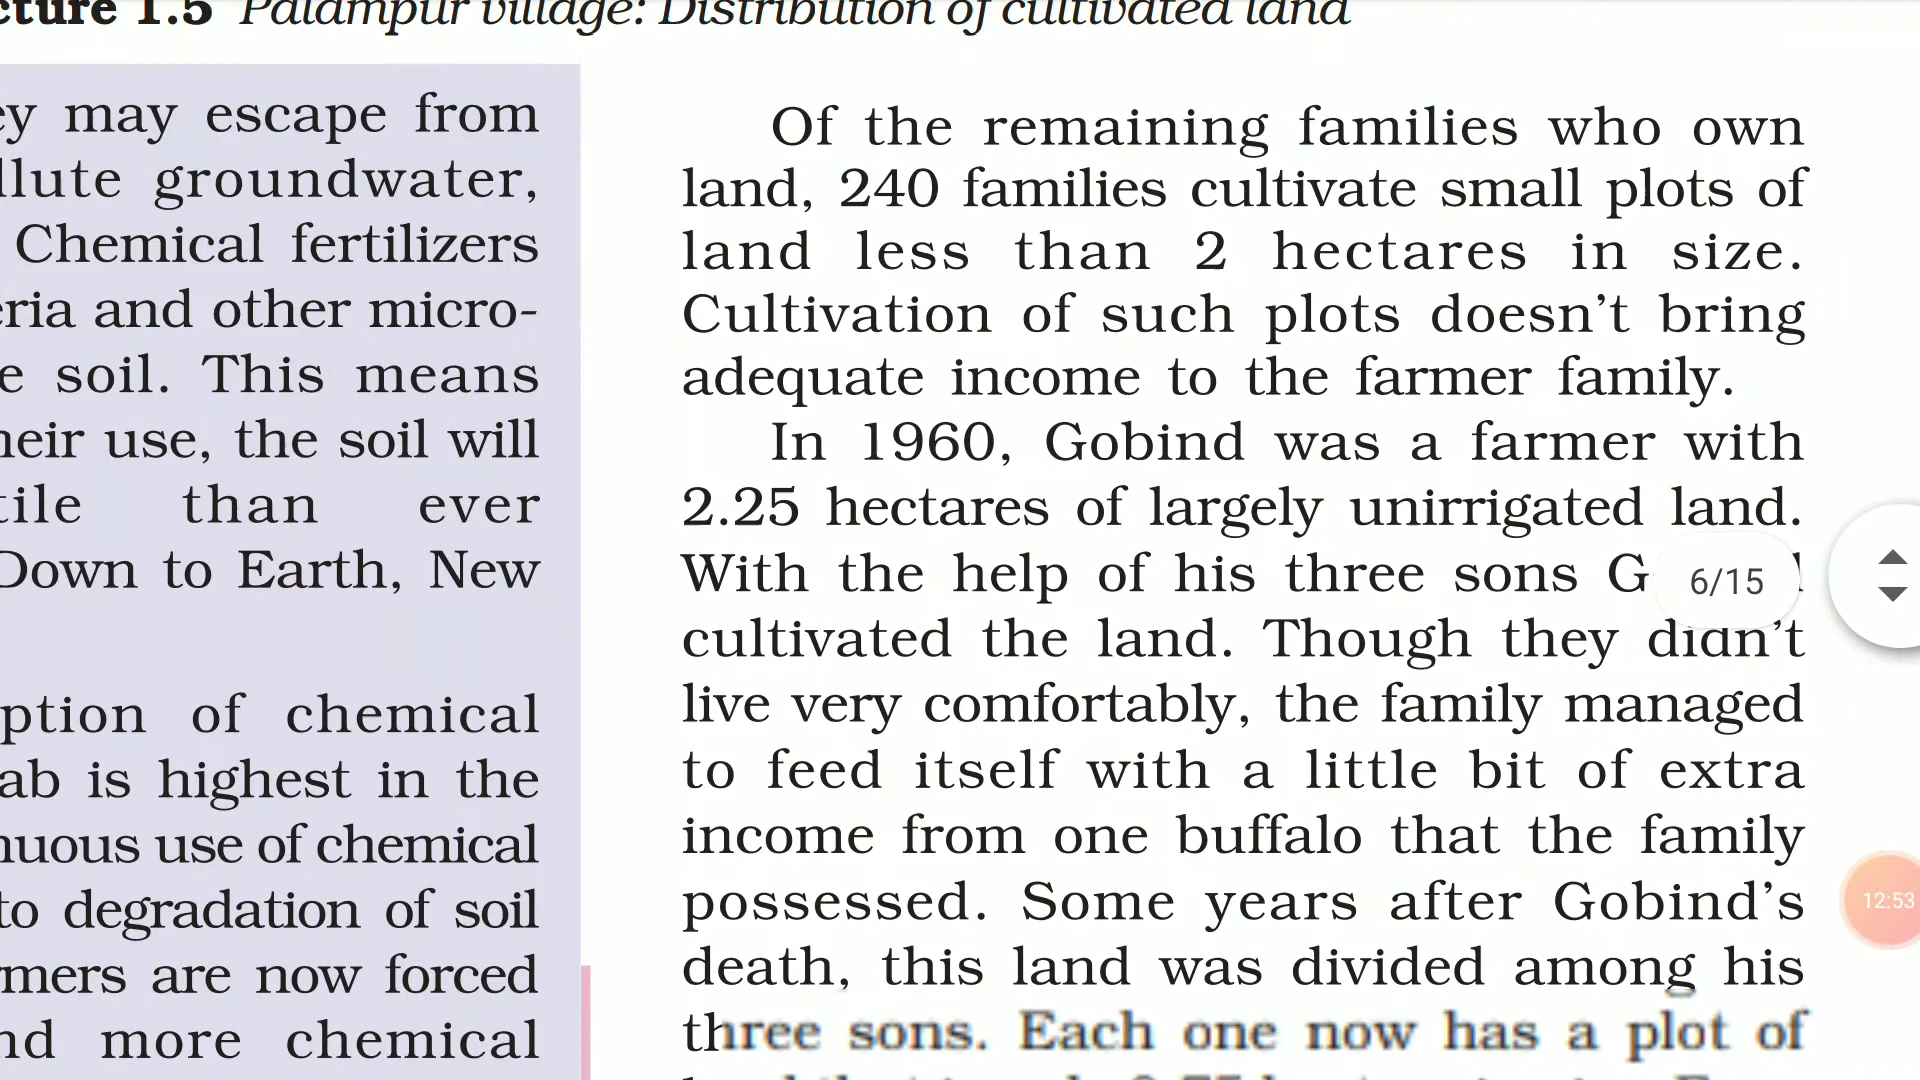 cture 1.5 Palampur village: Distribution of cultivated land
ey may escape from
llute groundwater,
Chemical fertilizers
eria and other micro-
e soil. This means
heir use, the soil will
tile than ever
Down to Earth, New
ption of chemical
ab is highest in the
nuous use of chemical
to degradation of soil
rmers are now forced
nd more chemical
Of the remaining families who own
land, 240 families cultivate small plots of
land less than 2 hectares in size.
Cultivation of such plots doesn't bring
adequate income to the farmer family.
In 1960, Gobind was a farmer with
2.25 hectares of largely unirrigated land.
With the help of his three sons G
cultivated the land. Though they didn't
live very comfortably, the family managed
to feed itself with a little bit of extra
income from one buffalo that the family
possessed. Some years after Gobind's
death, this land was divided among his
three sons. Each one now has a plot of
6/15
12:53